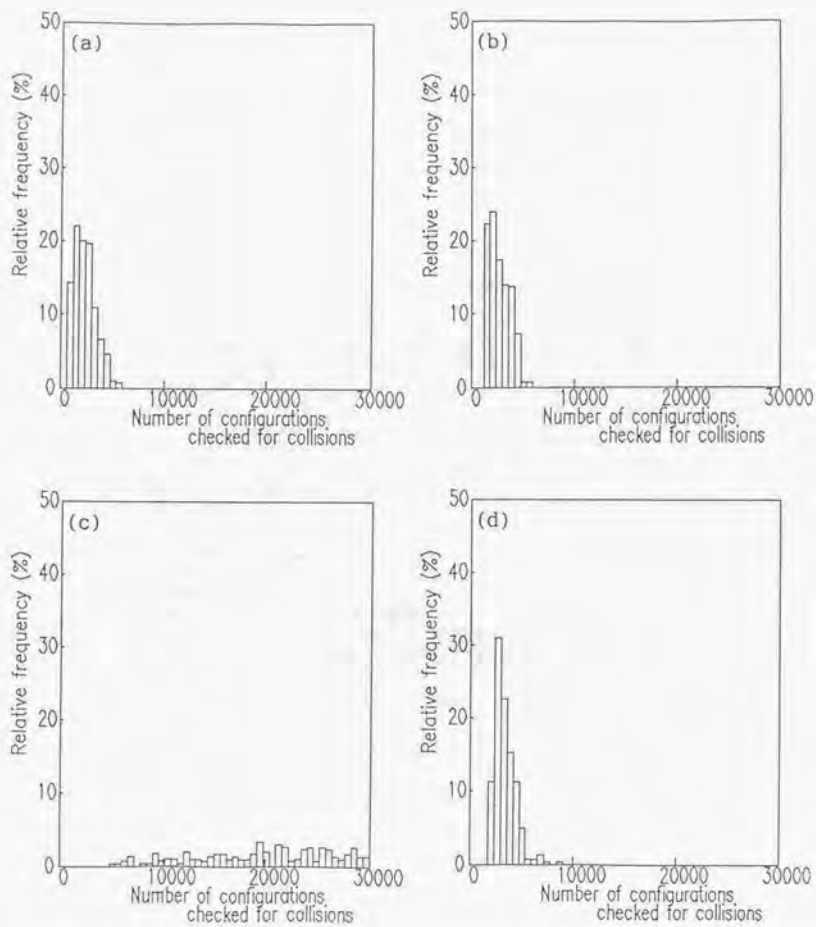 (a)
Relative frequency (%)
50
40
30
20
10
0
0 10000 20000 30000
Number of configurations
checked for collisions
(b)
Relative frequency (%)
50
40
30
20
10
0
0 10000 20000 30000
Number of configurations
checked for collisions
(c)
Relative frequency (%)
50
40
30
20
10
0
0 10000 20000 30000
Number of configurations
checked for collisions
(d)
Relative frequency (%)
50
40
30
20
10
0
0 10000 20000 30000
Number of configurations
checked for collisions